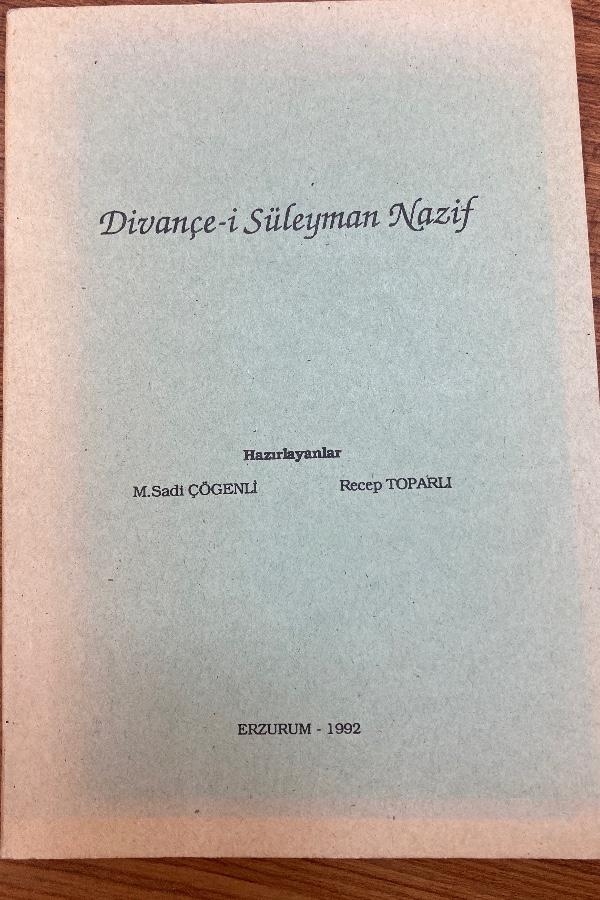 Divançe-i Süleyman Nazif
Hazırlayanlar
M.Sadi ÇÖGENLİ Recep TOPARLI
ERZURUM - 1992